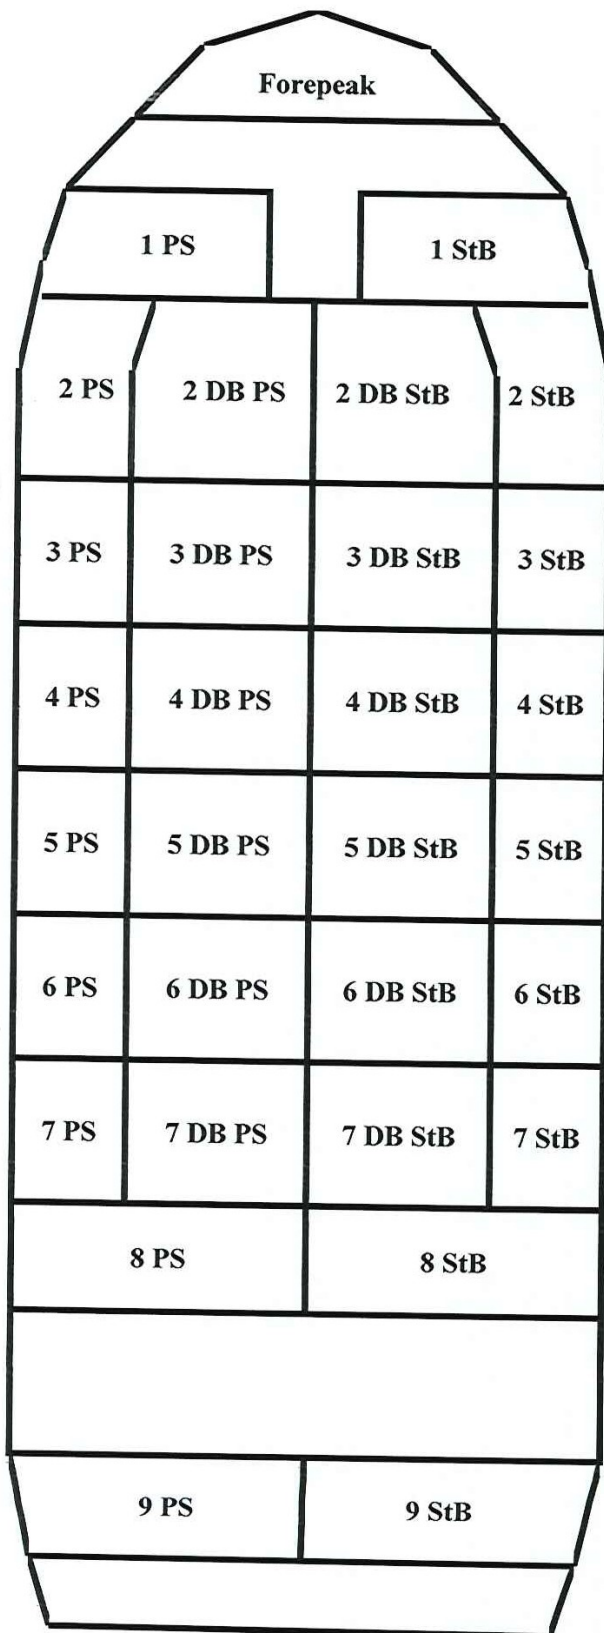 Forepeak
1 PS 1 StB
2 PS 2 DB PS 2 DB StB 2 StB
3 PS 3 DB PS 3 DB StB 3 StB
4 PS 4 DB PS 4 DB StB 4 StB
5 PS 5 DB PS 5 DB StB 5 StB
6 PS 6 DB PS 6 DB StB 6 StB
7 PS 7 DB PS 7 DB StB 7 StB
8 PS 8 StB
9 PS 9 StB